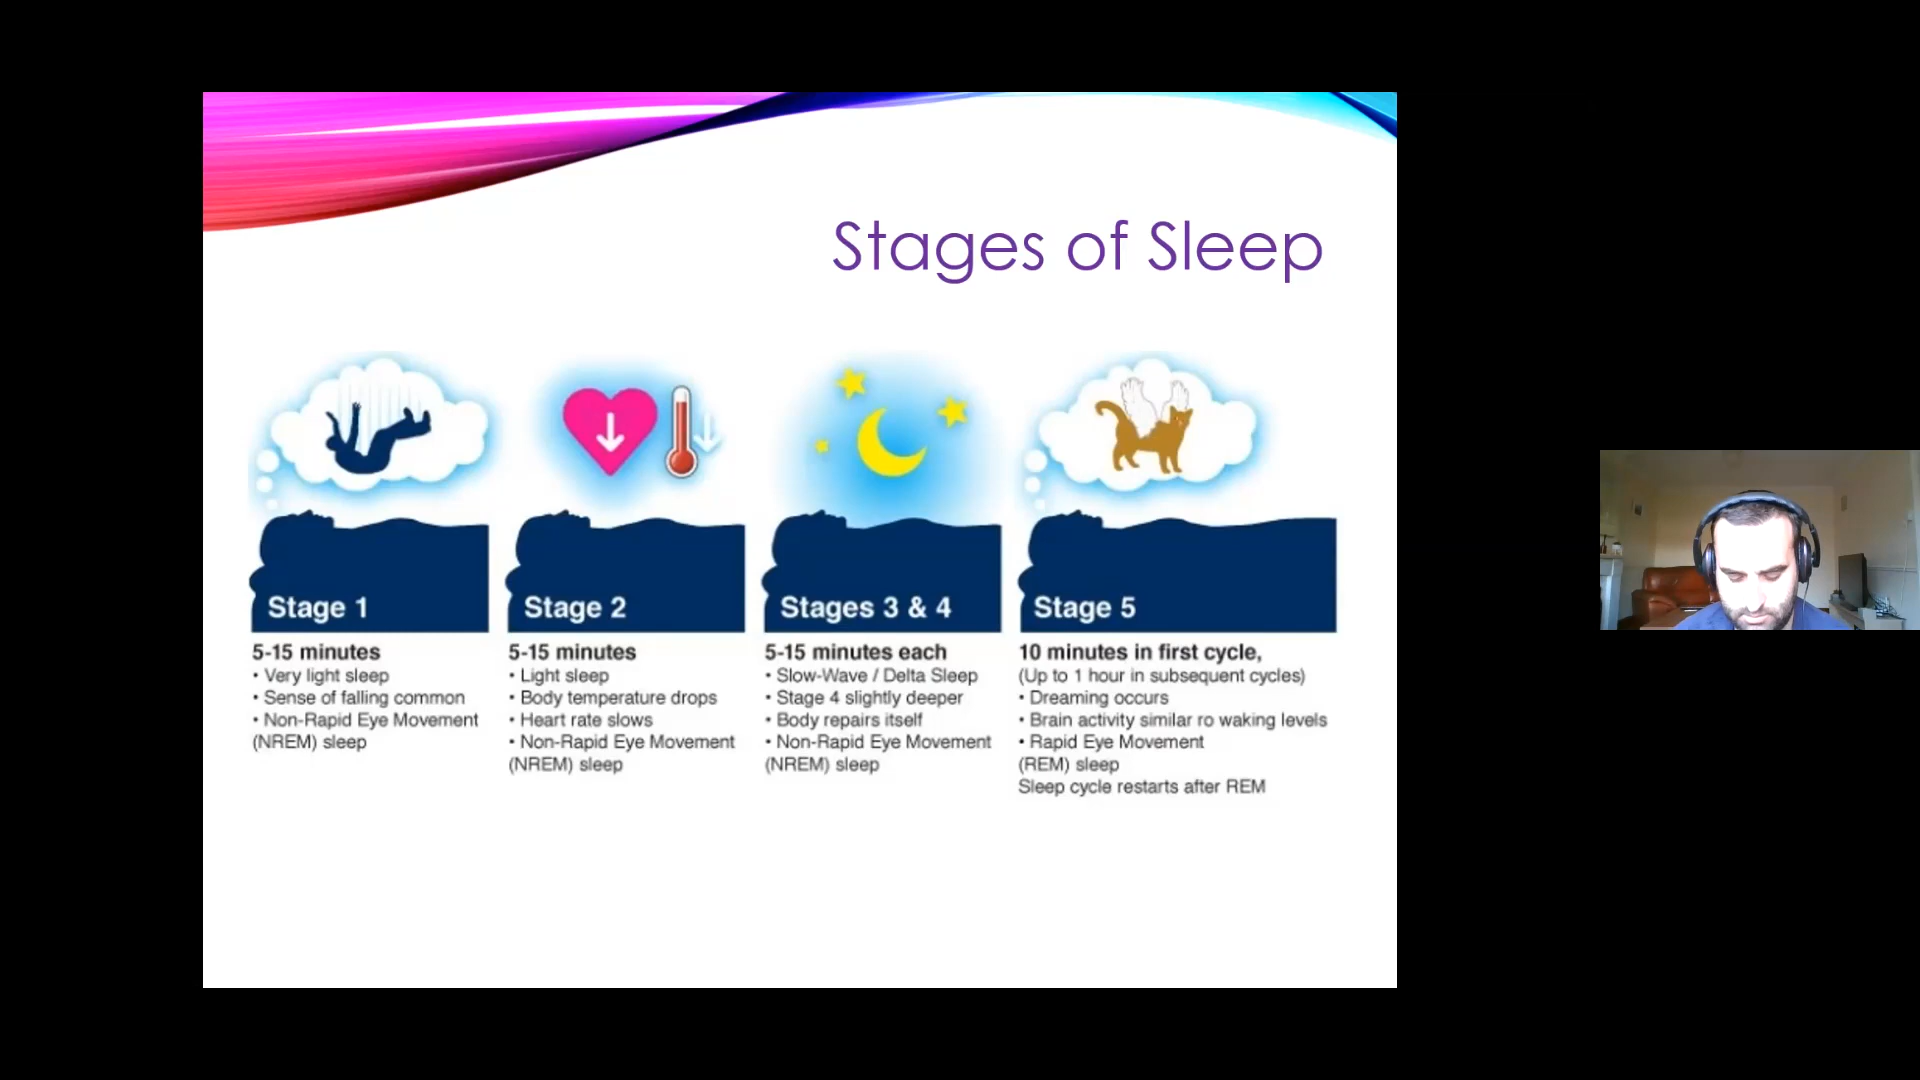 Stages of Sleep
Stage 1
5-15 minutes
• Very light sleep
• Sense of falling common
• Non-Rapid Eye Movement
(NREM) sleep
Stage 2
5-15 minutes
• Light sleep
• Body temperature drops
• Heart rate slows
• Non-Rapid Eye Movement
(NREM) sleep
Stages 3 & 4
5-15 minutes each
• Slow-Wave / Delta Sleep
• Stage 4 slightly deeper
• Body repairs itself
• Non-Rapid Eye Movement
(NREM) sleep
Stage 5
10 minutes in first cycle,
(Up to 1 hour in subsequent cycles)
• Dreaming occurs
• Brain activity similar ro waking levels
• Rapid Eye Movement
(REM) sleep
Sleep cycle restarts after REM